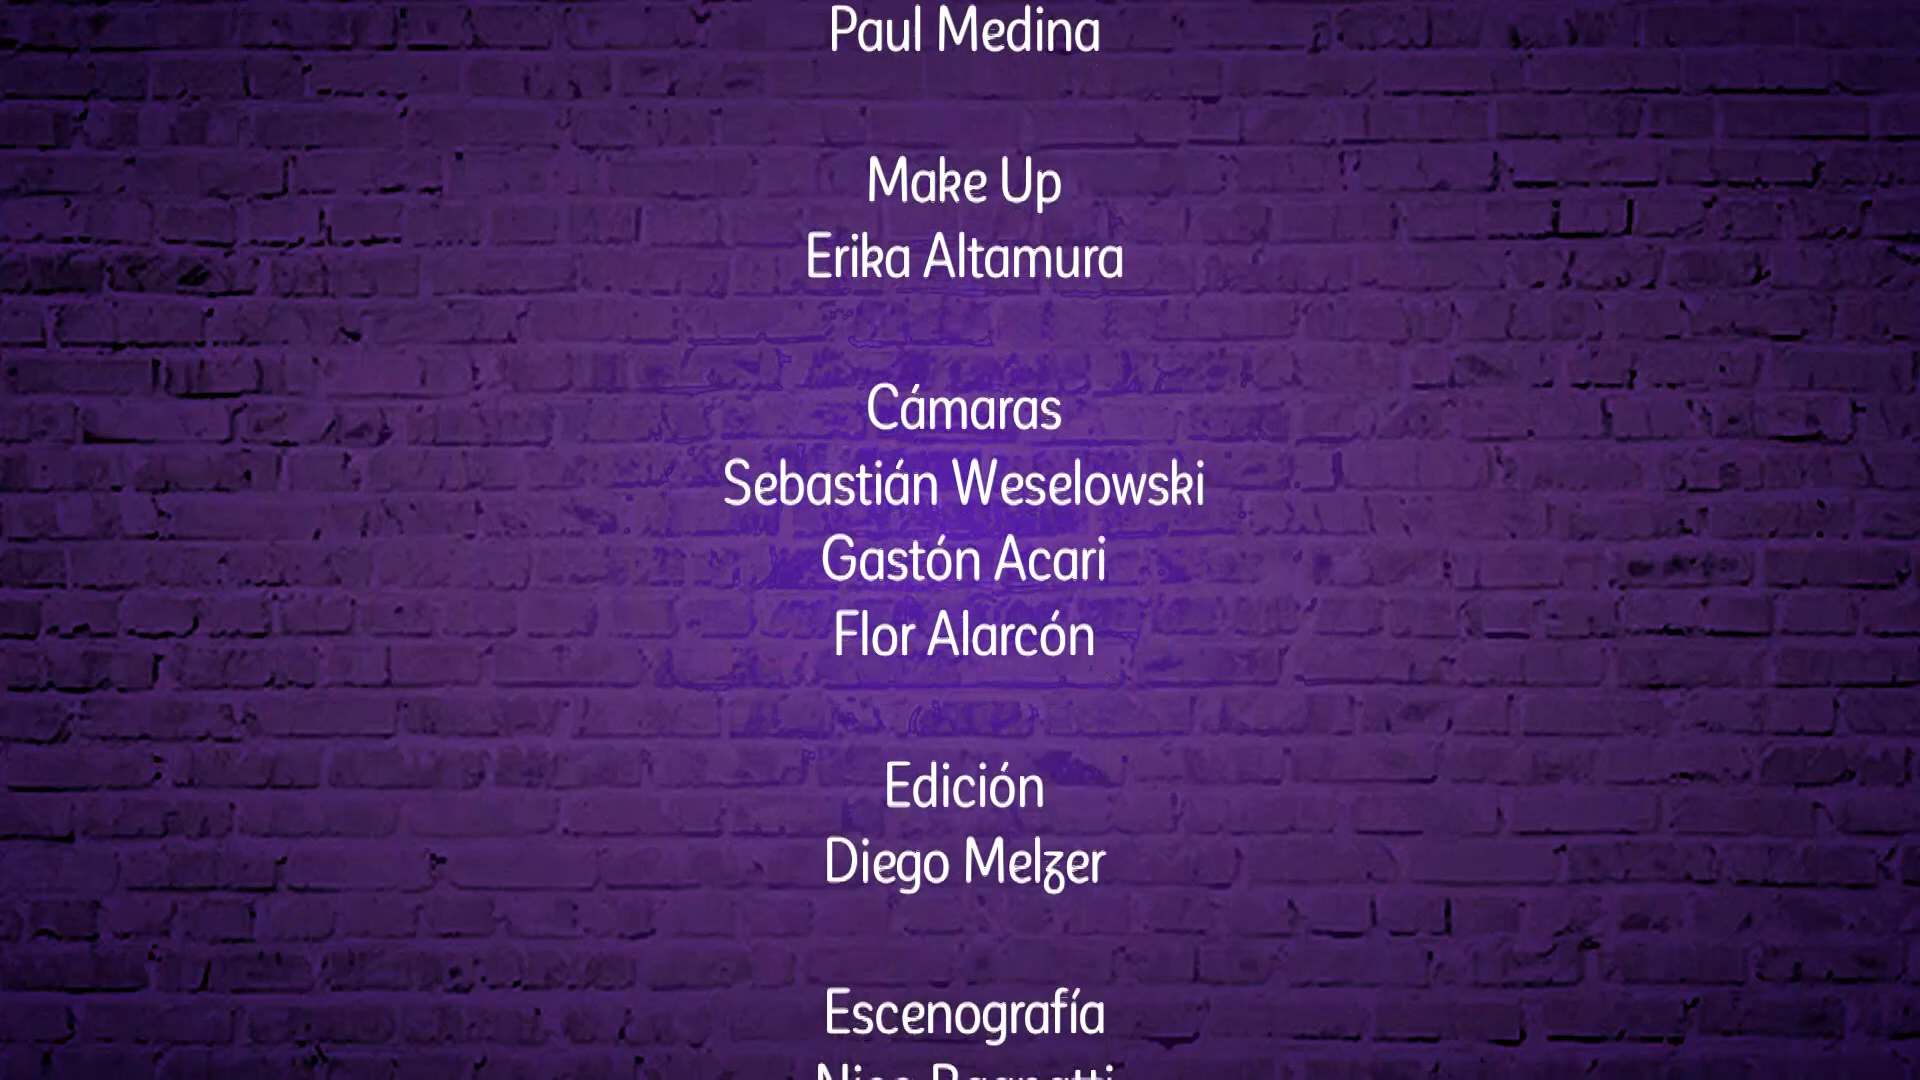 Paul Medina
Make Up
Erika Altamura
Cámaras
Sebastián Weselowski
Gastón Acari
Flor Alarcón
Edición
Diego Melzer
Escenografía